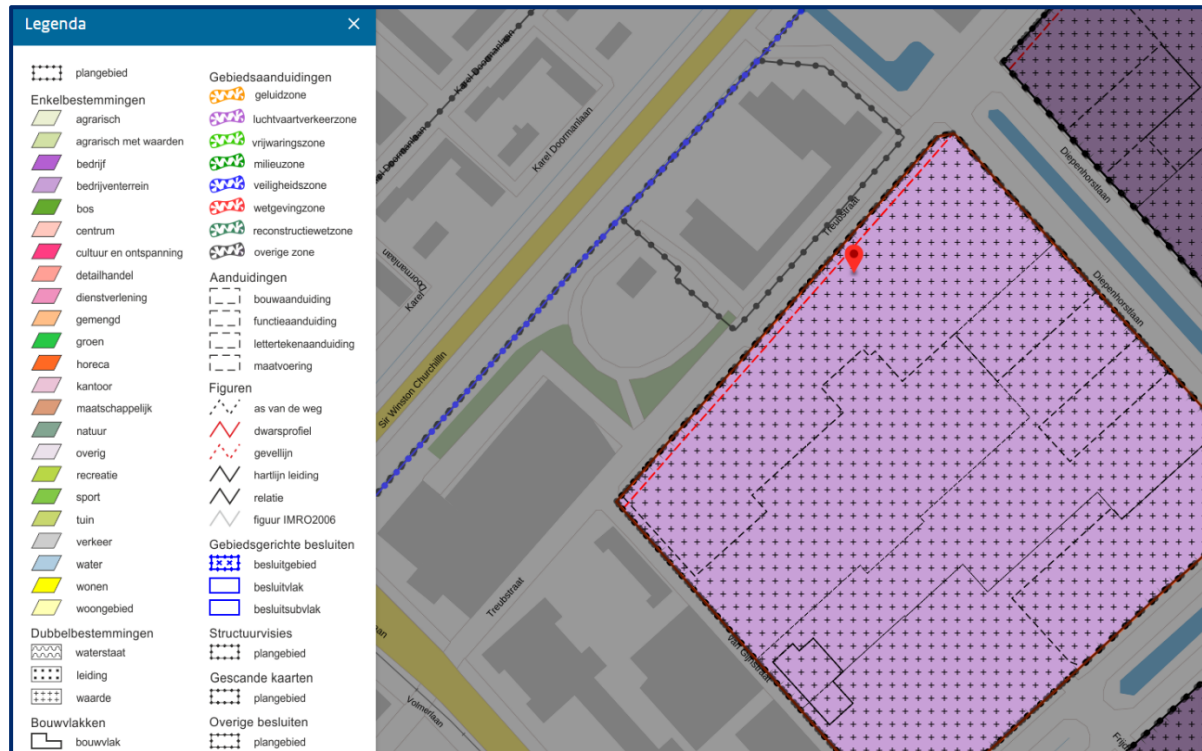 Legenda
plangebied
Enkelbestemmingen
agrarisch
agrarisch met waarden
bedrijf
bedrijventerrein
bos
centrum
cultuur en ontspanning
detailhandel
dienstverlening
gemengd
groen
horeca
kantoor
maatschappelijk
natuur
overig
recreatie
sport
tuin
verkeer
water
wonen
woongebied
Dubbelbestemmingen
waterstaat
leiding
waarde
Bouwvlakken
bouwvlak
Gebiedsaanduidingen
geluidzone
luchtvaartverkeerzone
vrijwaringszone
milieuzone
veiligheidszone
wetgevingzone
reconstructiewetzone
overige zone
Aanduidingen
bouwaanduiding
functieaanduiding
lettertekenaanduiding
maatvoering
Figuren
as van de weg
dwarsprofiel
gevellijn
hartlijn leiding
relatie
figuur IMRO2006
Gebiedsgerichte besluiten
besluitgebied
besluitvlak
besluitsubvlak
Structuurvisies
plangebied
Gescande kaarten
plangebied
Overige besluiten
plangebied
Karel Doormanlaan
Karel Doormanlaan
Karel Doormanlaan
Sir Winston Churchilln
Treubstraat
Diepenhorstlaan
Diepenhorstlaan
Treubstraat
Van Gijnstraat
Volmerlaan